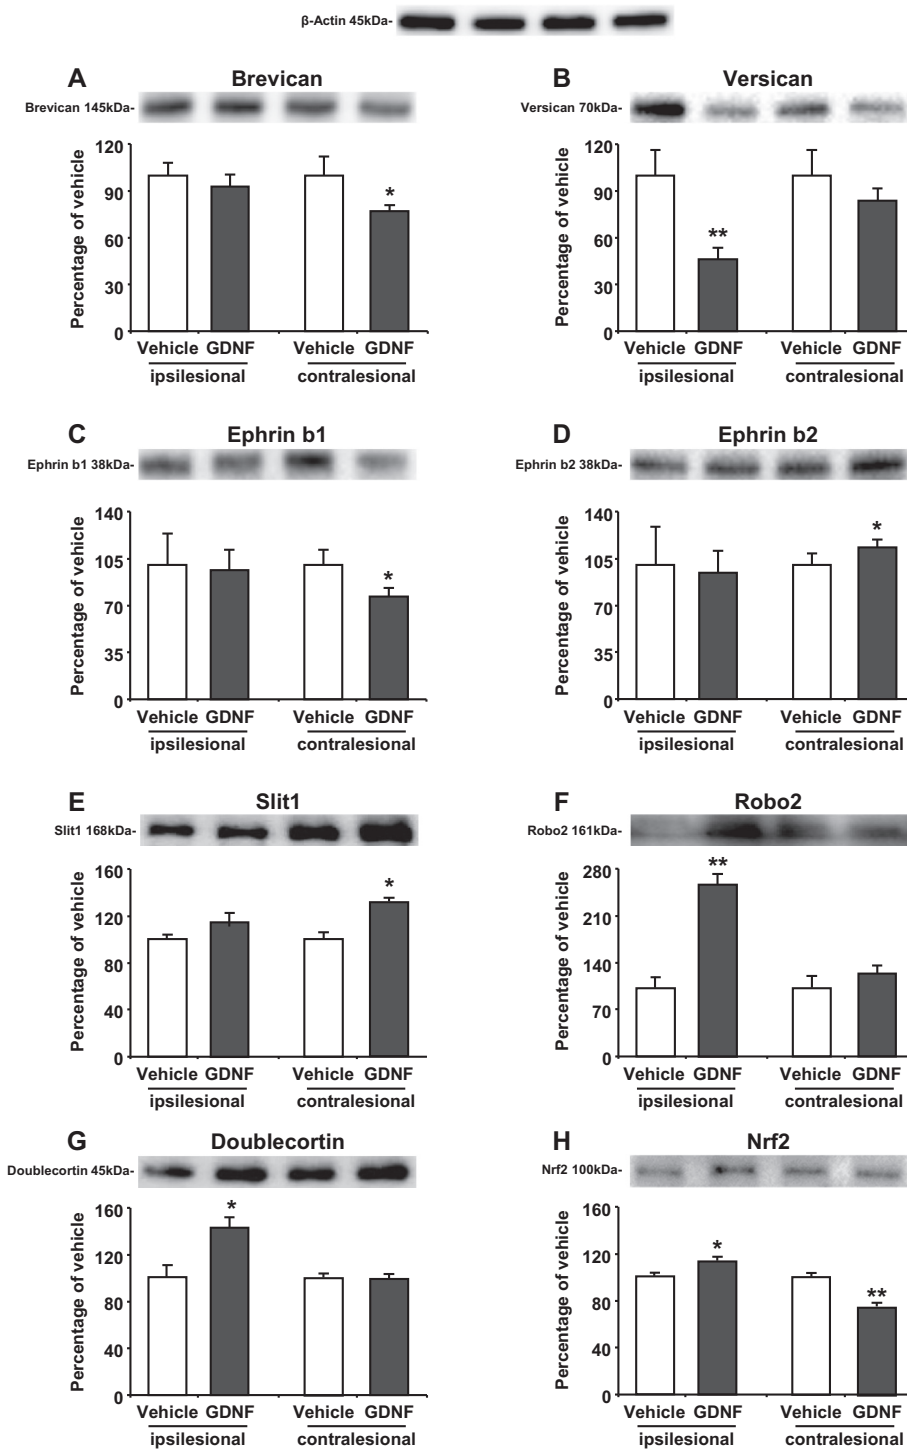 β-Actin 45kDa-
A Brevican
Brevican 145kDa-
Percentage of vehicle
120
90
60
30
0
* 
Vehicle GDNF Vehicle GDNF
ipsilesional contralesional
B Versican
Versican 70kDa-
Percentage of vehicle
120
90
60
30
0
**
Vehicle GDNF Vehicle GDNF
ipsilesional contralesional
C Ephrin b1
Ephrin b1 38kDa-
Percentage of vehicle
140
105
70
35
0
*
Vehicle GDNF Vehicle GDNF
ipsilesional contralesional
D Ephrin b2
Ephrin b2 38kDa-
Percentage of vehicle
140
105
70
35
0
*
Vehicle GDNF Vehicle GDNF
ipsilesional contralesional
E Slit1
Slit1 168kDa-
Percentage of vehicle
160
120
80
40
0
*
Vehicle GDNF Vehicle GDNF
ipsilesional contralesional
F Robo2
Robo2 161kDa-
Percentage of vehicle
280
210
140
70
0
**
Vehicle GDNF Vehicle GDNF
ipsilesional contralesional
G Doublecortin
Doublecortin 45kDa-
Percentage of vehicle
160
120
80
40
0
*
Vehicle GDNF Vehicle GDNF
ipsilesional contralesional
H Nrf2
Nrf2 100kDa-
Percentage of vehicle
160
120
80
40
0
*
**
Vehicle GDNF Vehicle GDNF
ipsilesional contralesional